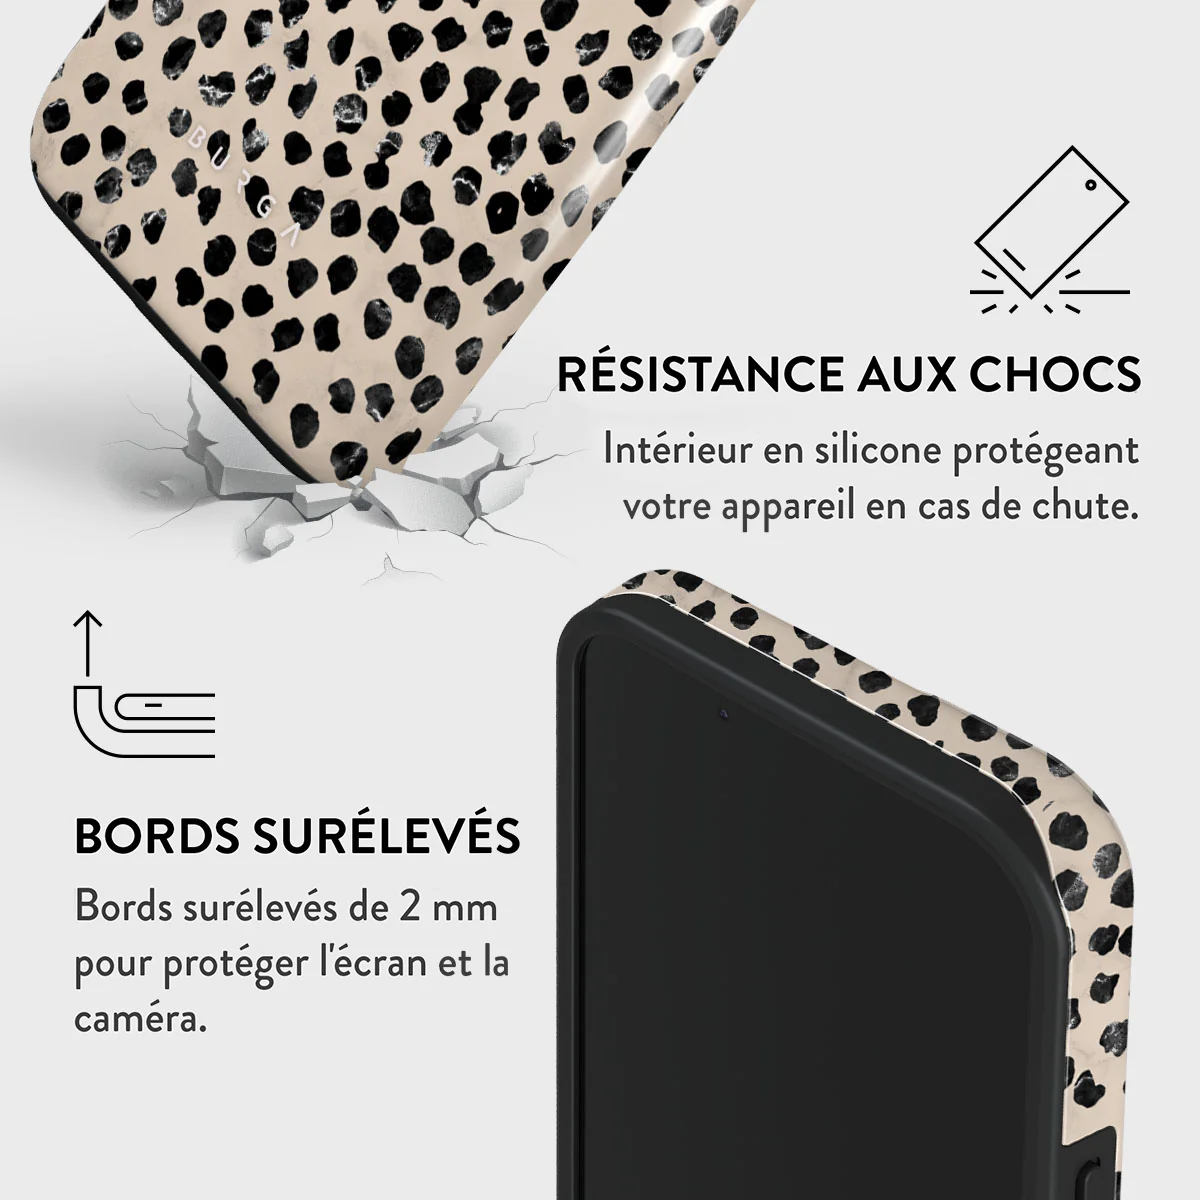 BURGA
RÉSISTANCE AUX CHOCS
Intérieur en silicone protégeant
votre appareil en cas de chute.
BORDS SURÉLEVÉS
Bords surélevés de 2 mm
pour protéger l'écran et la
caméra.